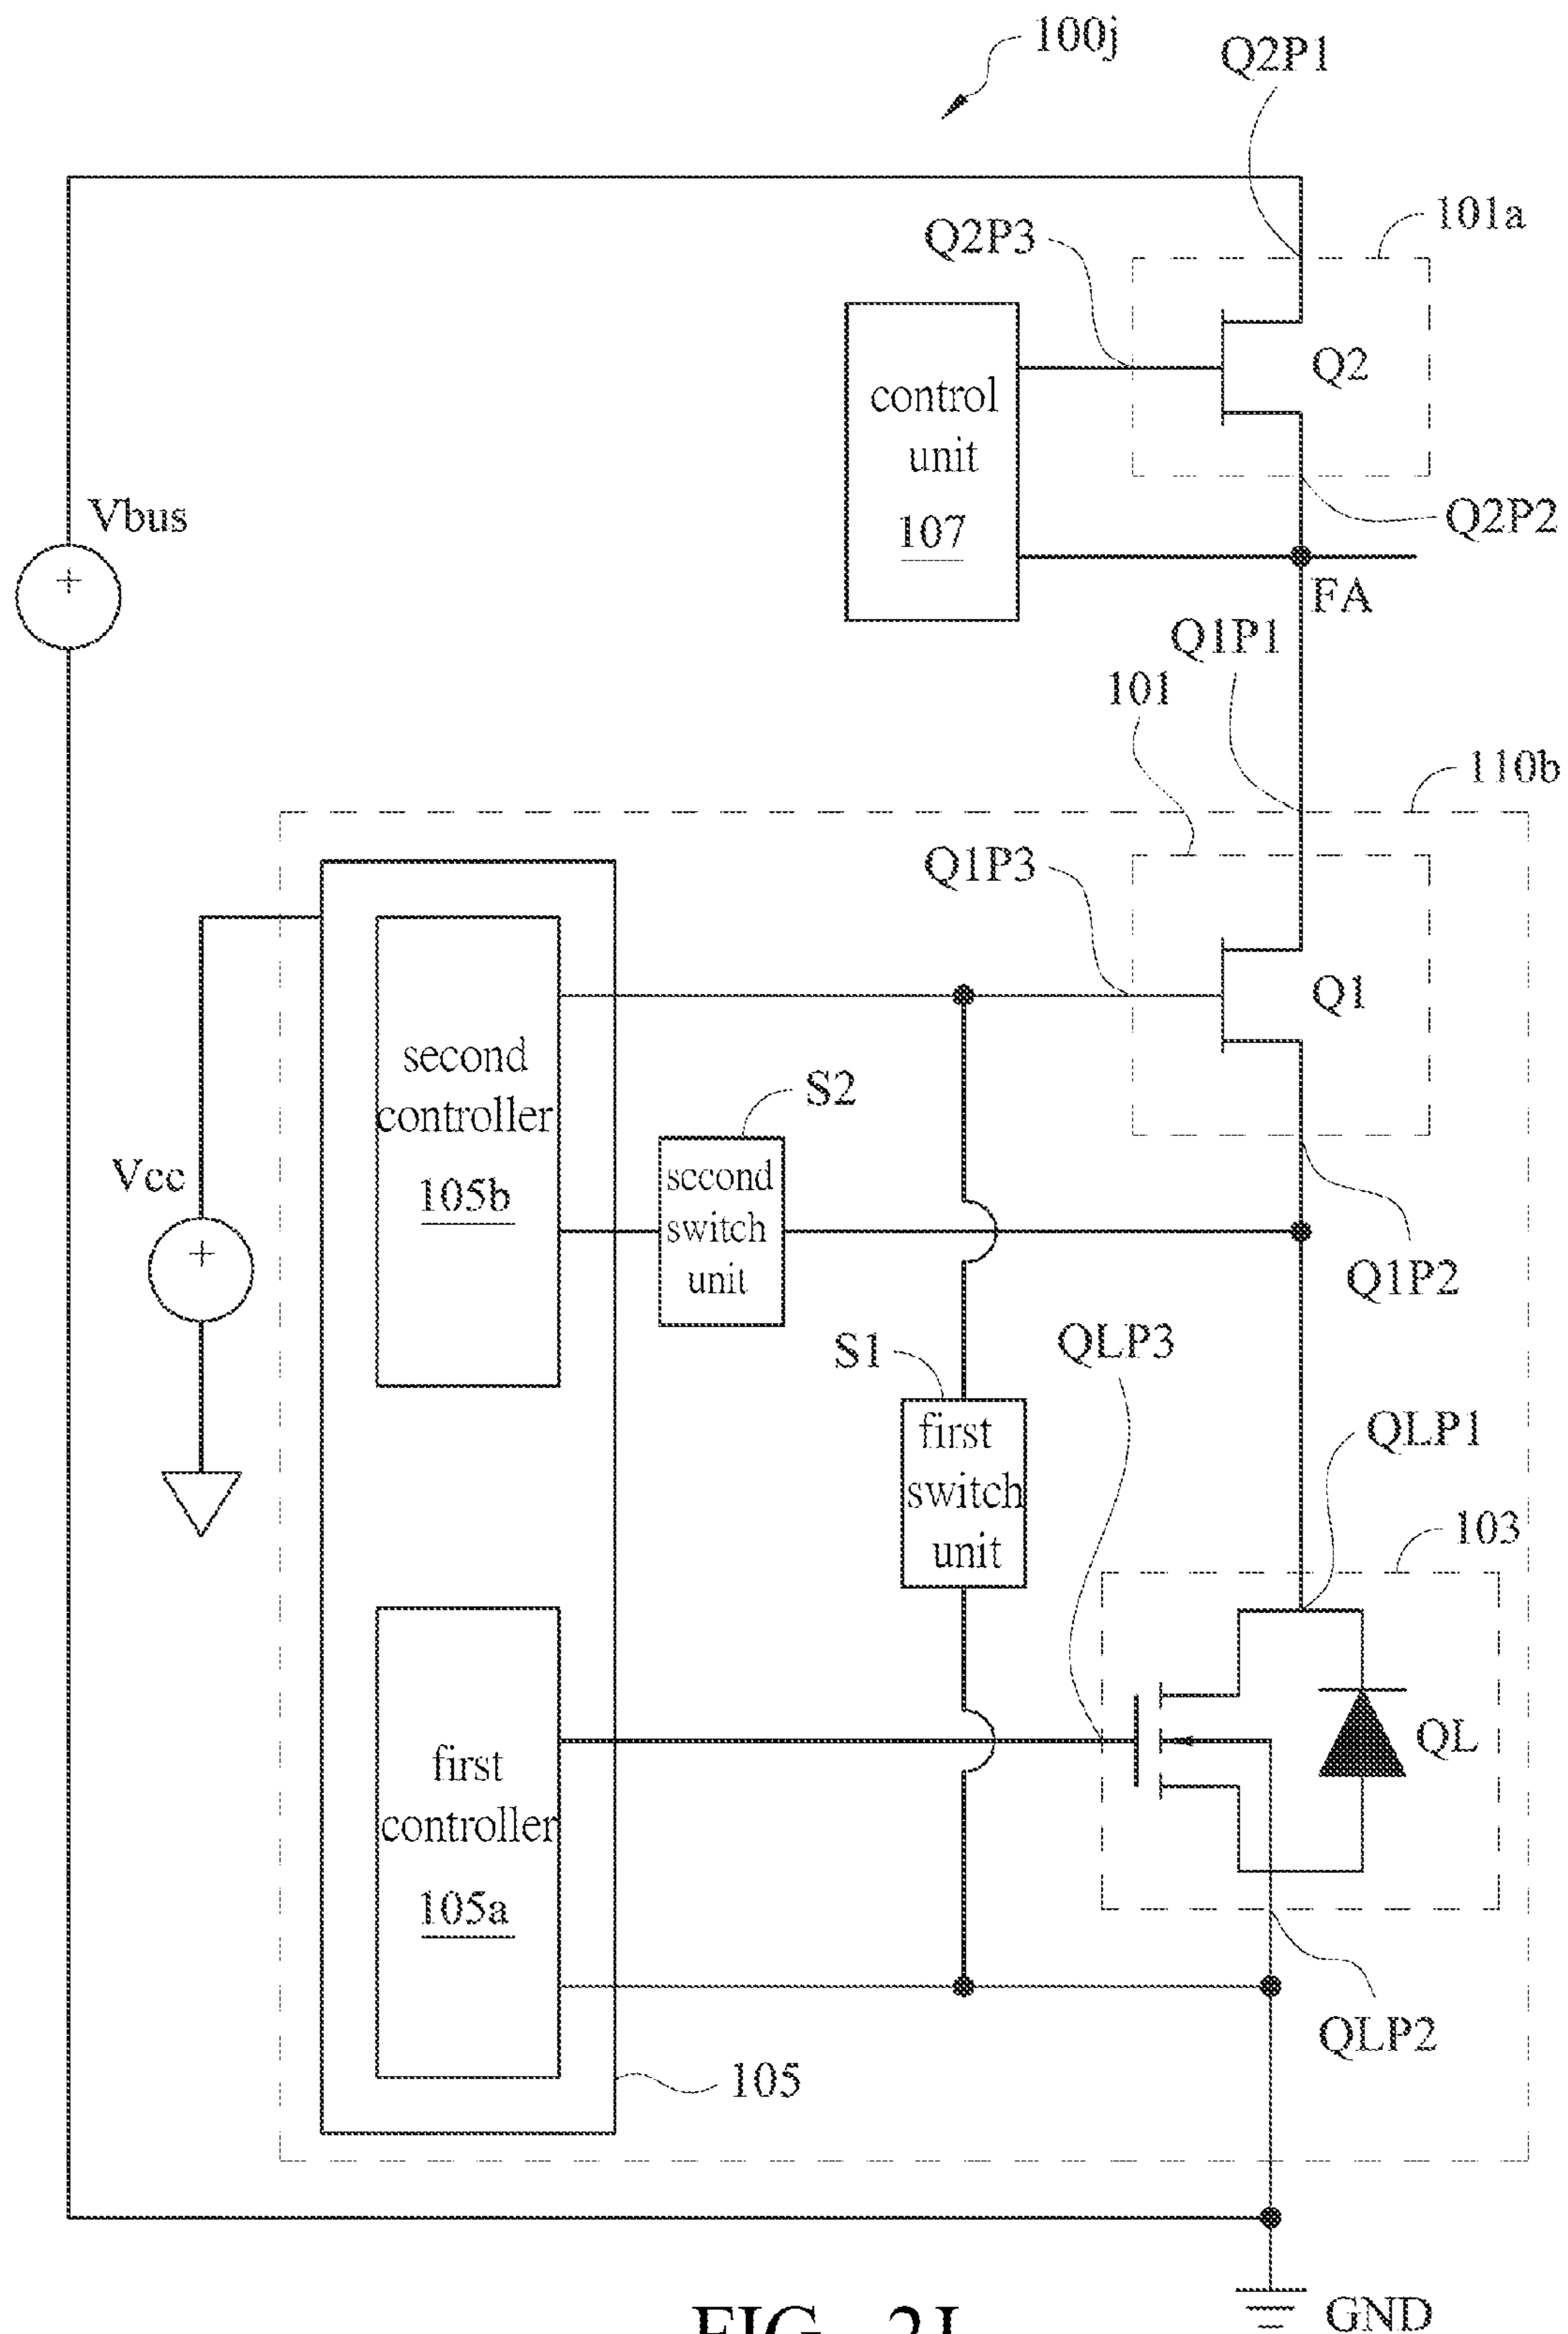 100j
Q2P1
101a
Q2P3
Q2
control
unit
107
Vbus
+
Q2P2
FA
Q1P1
101
110b
Q1P3
Q1
second
controller
105b
S2
second
switch
unit
Vcc
+
Q1P2
S1
QLP3
first
switch
unit
QLP1
103
QL
first
controller
105a
QLP2
105
GND